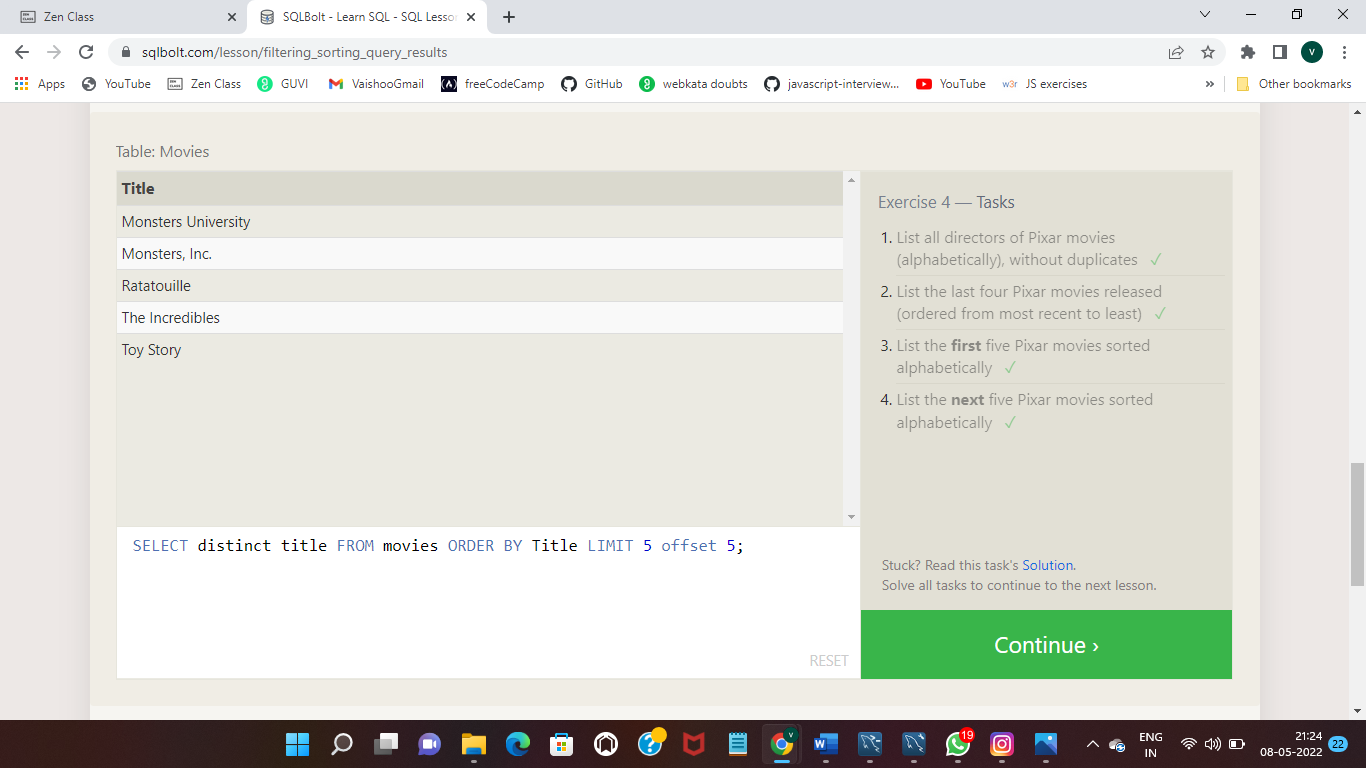 Zen Class
SQLBolt - Learn SQL - SQL Lesson
sqlbolt.com/lesson/filtering_sorting_query_results
V
Apps
YouTube
Zen Class
GUVI
VaishooGmail
freeCodeCamp
GitHub
webkata doubts
javascript-interview...
YouTube
w3r JS exercises
»
Other bookmarks
Table: Movies
Title
Monsters University
Monsters, Inc.
Ratatouille
The Incredibles
Toy Story
SELECT distinct title FROM movies ORDER BY Title LIMIT 5 offset 5;
RESET
Exercise 4 — Tasks
1. List all directors of Pixar movies
(alphabetically), without duplicates ✓
2. List the last four Pixar movies released
(ordered from most recent to least) ✓
3. List the first five Pixar movies sorted
alphabetically ✓
4. List the next five Pixar movies sorted
alphabetically ✓
Stuck? Read this task's Solution.
Solve all tasks to continue to the next lesson.
Continue ›
V
19
ENG
IN
21:24
08-05-2022
22